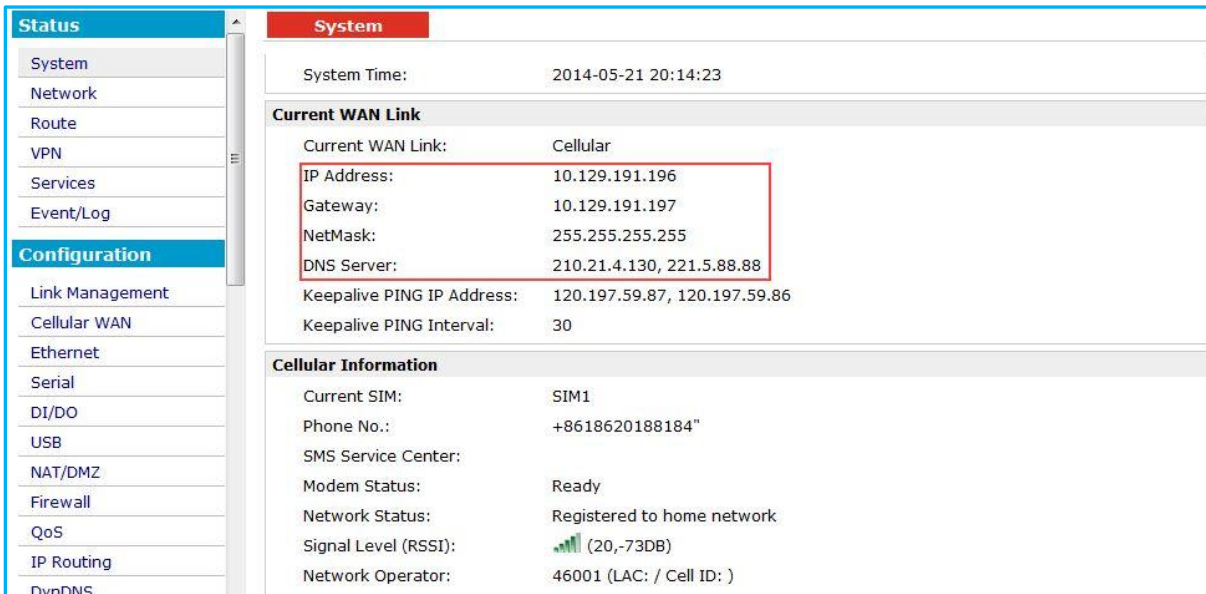 Status
System
Network
Route
VPN
Services
Event/Log
Configuration
Link Management
Cellular WAN
Ethernet
Serial
DI/DO
USB
NAT/DMZ
Firewall
QoS
IP Routing
DynDNS
System
System Time: 2014-05-21 20:14:23
Current WAN Link
Current WAN Link: Cellular
IP Address: 10.129.191.196
Gateway: 10.129.191.197
NetMask: 255.255.255.255
DNS Server: 210.21.4.130, 221.5.88.88
Keepalive PING IP Address: 120.197.59.87, 120.197.59.86
Keepalive PING Interval: 30
Cellular Information
Current SIM: SIM1
Phone No.: +8618620188184"
SMS Service Center:
Modem Status: Ready
Network Status: Registered to home network
Signal Level (RSSI): (20,-73DB)
Network Operator: 46001 (LAC: / Cell ID: )